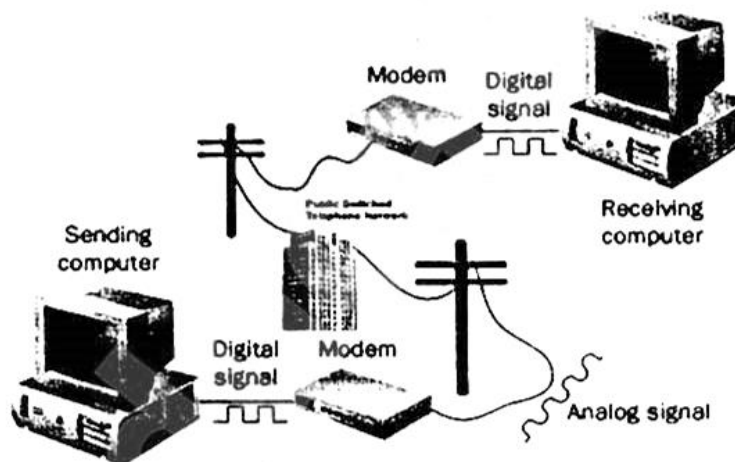 Modem
Digital
signal
Public Switched
Telephone Network
Receiving
computer
Sending
computer
Digital
signal
Modem
Analog signal